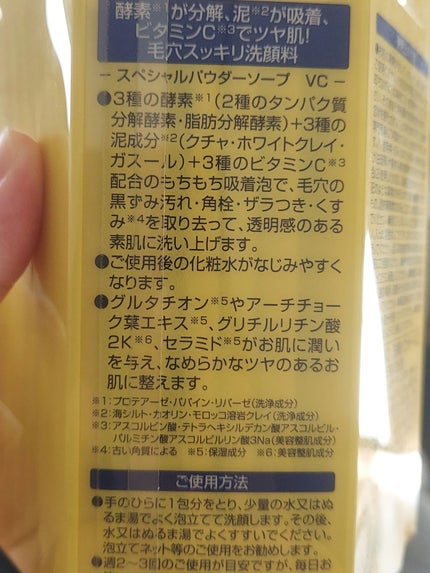 酵素※1が分解、泥※2が吸着、
ビタミンC※3でツヤ肌!
毛穴スッキリ洗顔料
− スペシャルパウダーソープ VC −
●3種の酵素※1(2種のタンパク質
分解酵素・脂肪分解酵素)+3種の
泥成分※2(クチャ・ホワイトクレイ・
ガスール)+3種のビタミンC※3
配合のもちもち吸着泡で、毛穴の
黒ずみ汚れ・角栓・ザラつき・くす
み※4を取り去って、透明感のある
素肌に洗い上げます。
●ご使用後の化粧水がなじみやすく
なります。
●グルタチオン※5やアーチチョー
ク葉エキス※5、グリチルリチン酸
2K※6、セラミド※5がお肌に潤い
を与え、なめらかなツヤのあるお
肌に整えます。
※1:プロテアーゼ・パパイン・リパーゼ(洗浄成分)
※2:海シルト・カオリン・モロッコ溶岩クレイ(洗浄成分)
※3:アスコルビン酸・テトラヘキシルデカン酸アスコルビル・
パルミチン酸アスコルビルリン酸3Na(美容整肌成分)
※4:古い角質による ※5:保湿成分 ※6:美容整肌成分
ご使用方法
●手のひらに1包分をとり、少量の水又はぬ
るま湯でよく泡立てて洗顔します。その後、
水又はぬるま湯でよくすすいでください。
泡立てネット等のご使用をお勧めします。
●週2〜3回のご使用が目安ですが、毎日お